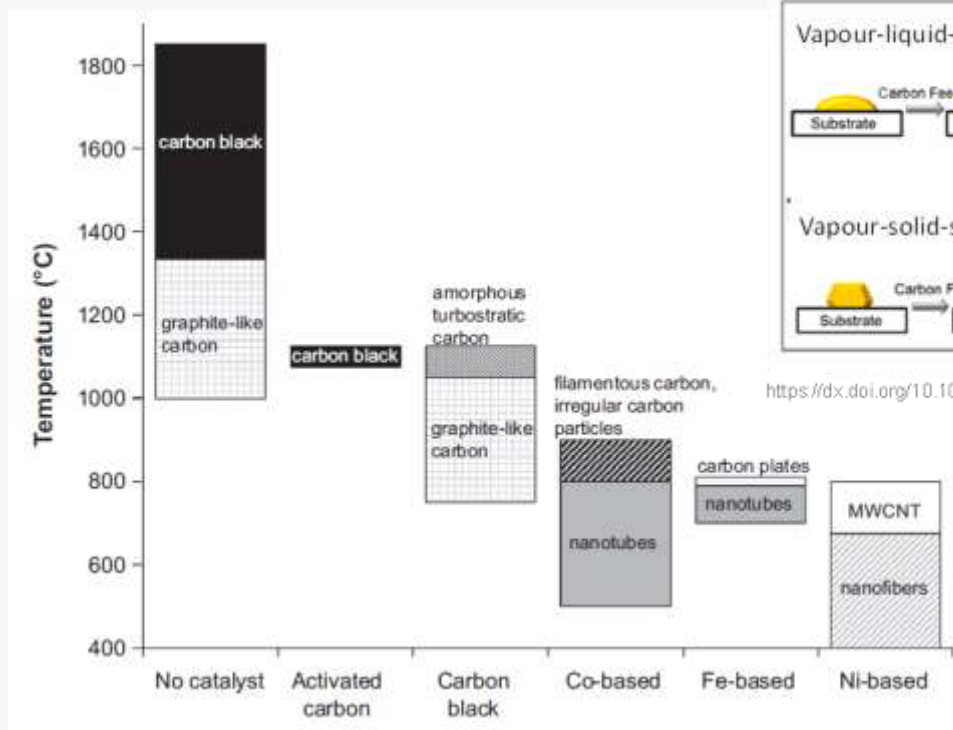 1800
1600
1400
1200
1000
800
600
400
Temperature (°C)
carbon black
graphite-like
carbon
carbon black
amorphous
turbostratic
carbon
graphite-like
carbon
filamentous carbon,
irregular carbon
particles
nanotubes
carbon plates
nanotubes
MWCNT
nanofibers
No catalyst
Activated
carbon
Carbon
black
Co-based
Fe-based
Ni-based
Vapour-liquid-
Carbon Fee
Substrate
Vapour-solid-s
Carbon F
Substrate
https://dx.doi.org/10.10